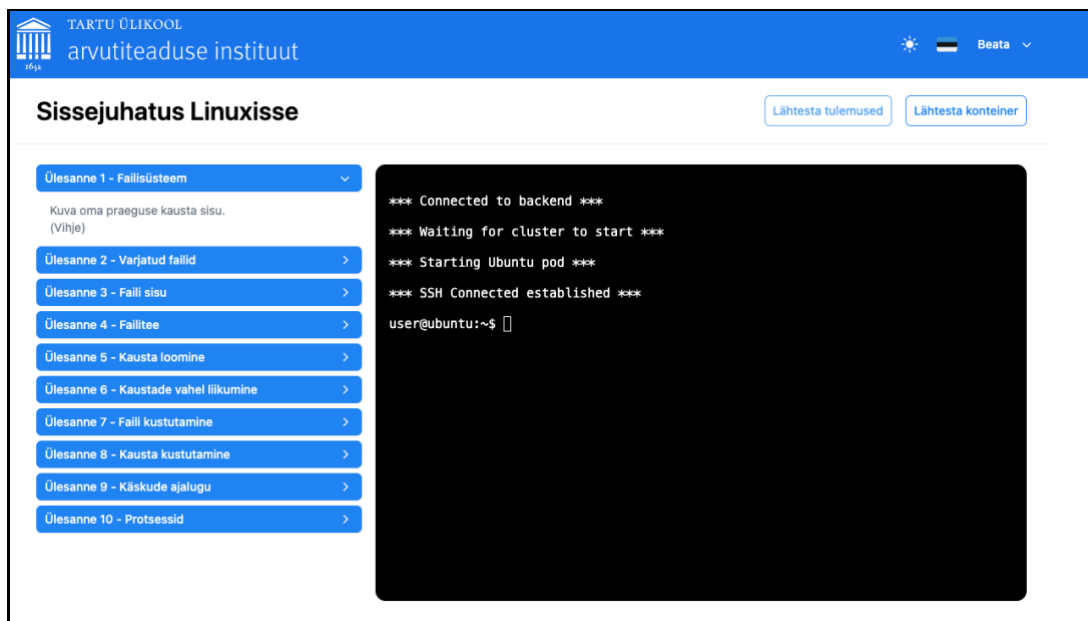 TARTU ÜLIKOOL
arvutiteaduse instituut
1632
Beata
Sissejuhatus Linuxisse
Lähtesta tulemused
Lähtesta konteiner
Ülesanne 1 - Failisüsteem
Kuva oma praeguse kausta sisu.
(Vihje)
Ülesanne 2 - Varjatud failid
Ülesanne 3 - Faili sisu
Ülesanne 4 - Failitee
Ülesanne 5 - Kausta loomine
Ülesanne 6 - Kaustade vahel liikumine
Ülesanne 7 - Faili kustutamine
Ülesanne 8 - Kausta kustutamine
Ülesanne 9 - Käskude ajalugu
Ülesanne 10 - Protsessid
*** Connected to backend ***
*** Waiting for cluster to start ***
*** Starting Ubuntu pod ***
*** SSH Connected established ***
user@ubuntu:~$